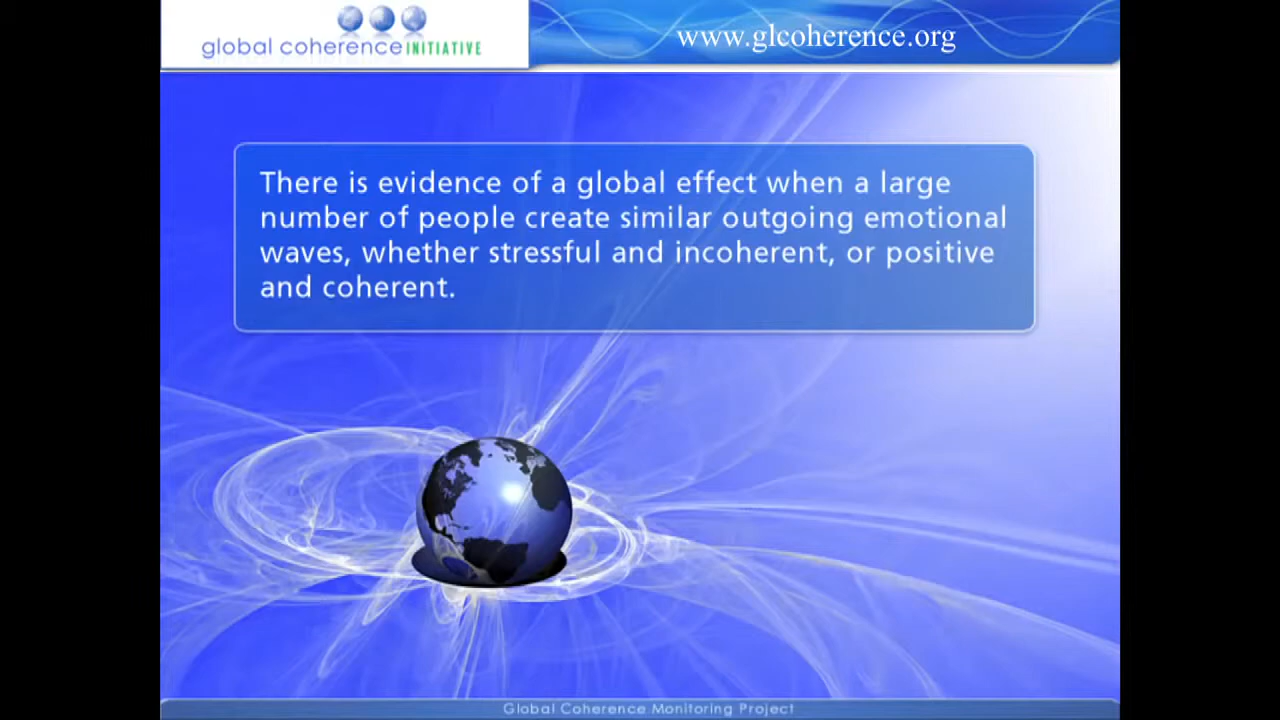 global coherence INITIATIVE
www.glcoherence.org
There is evidence of a global effect when a large
number of people create similar outgoing emotional
waves, whether stressful and incoherent, or positive
and coherent.
Global Coherence Monitoring Project